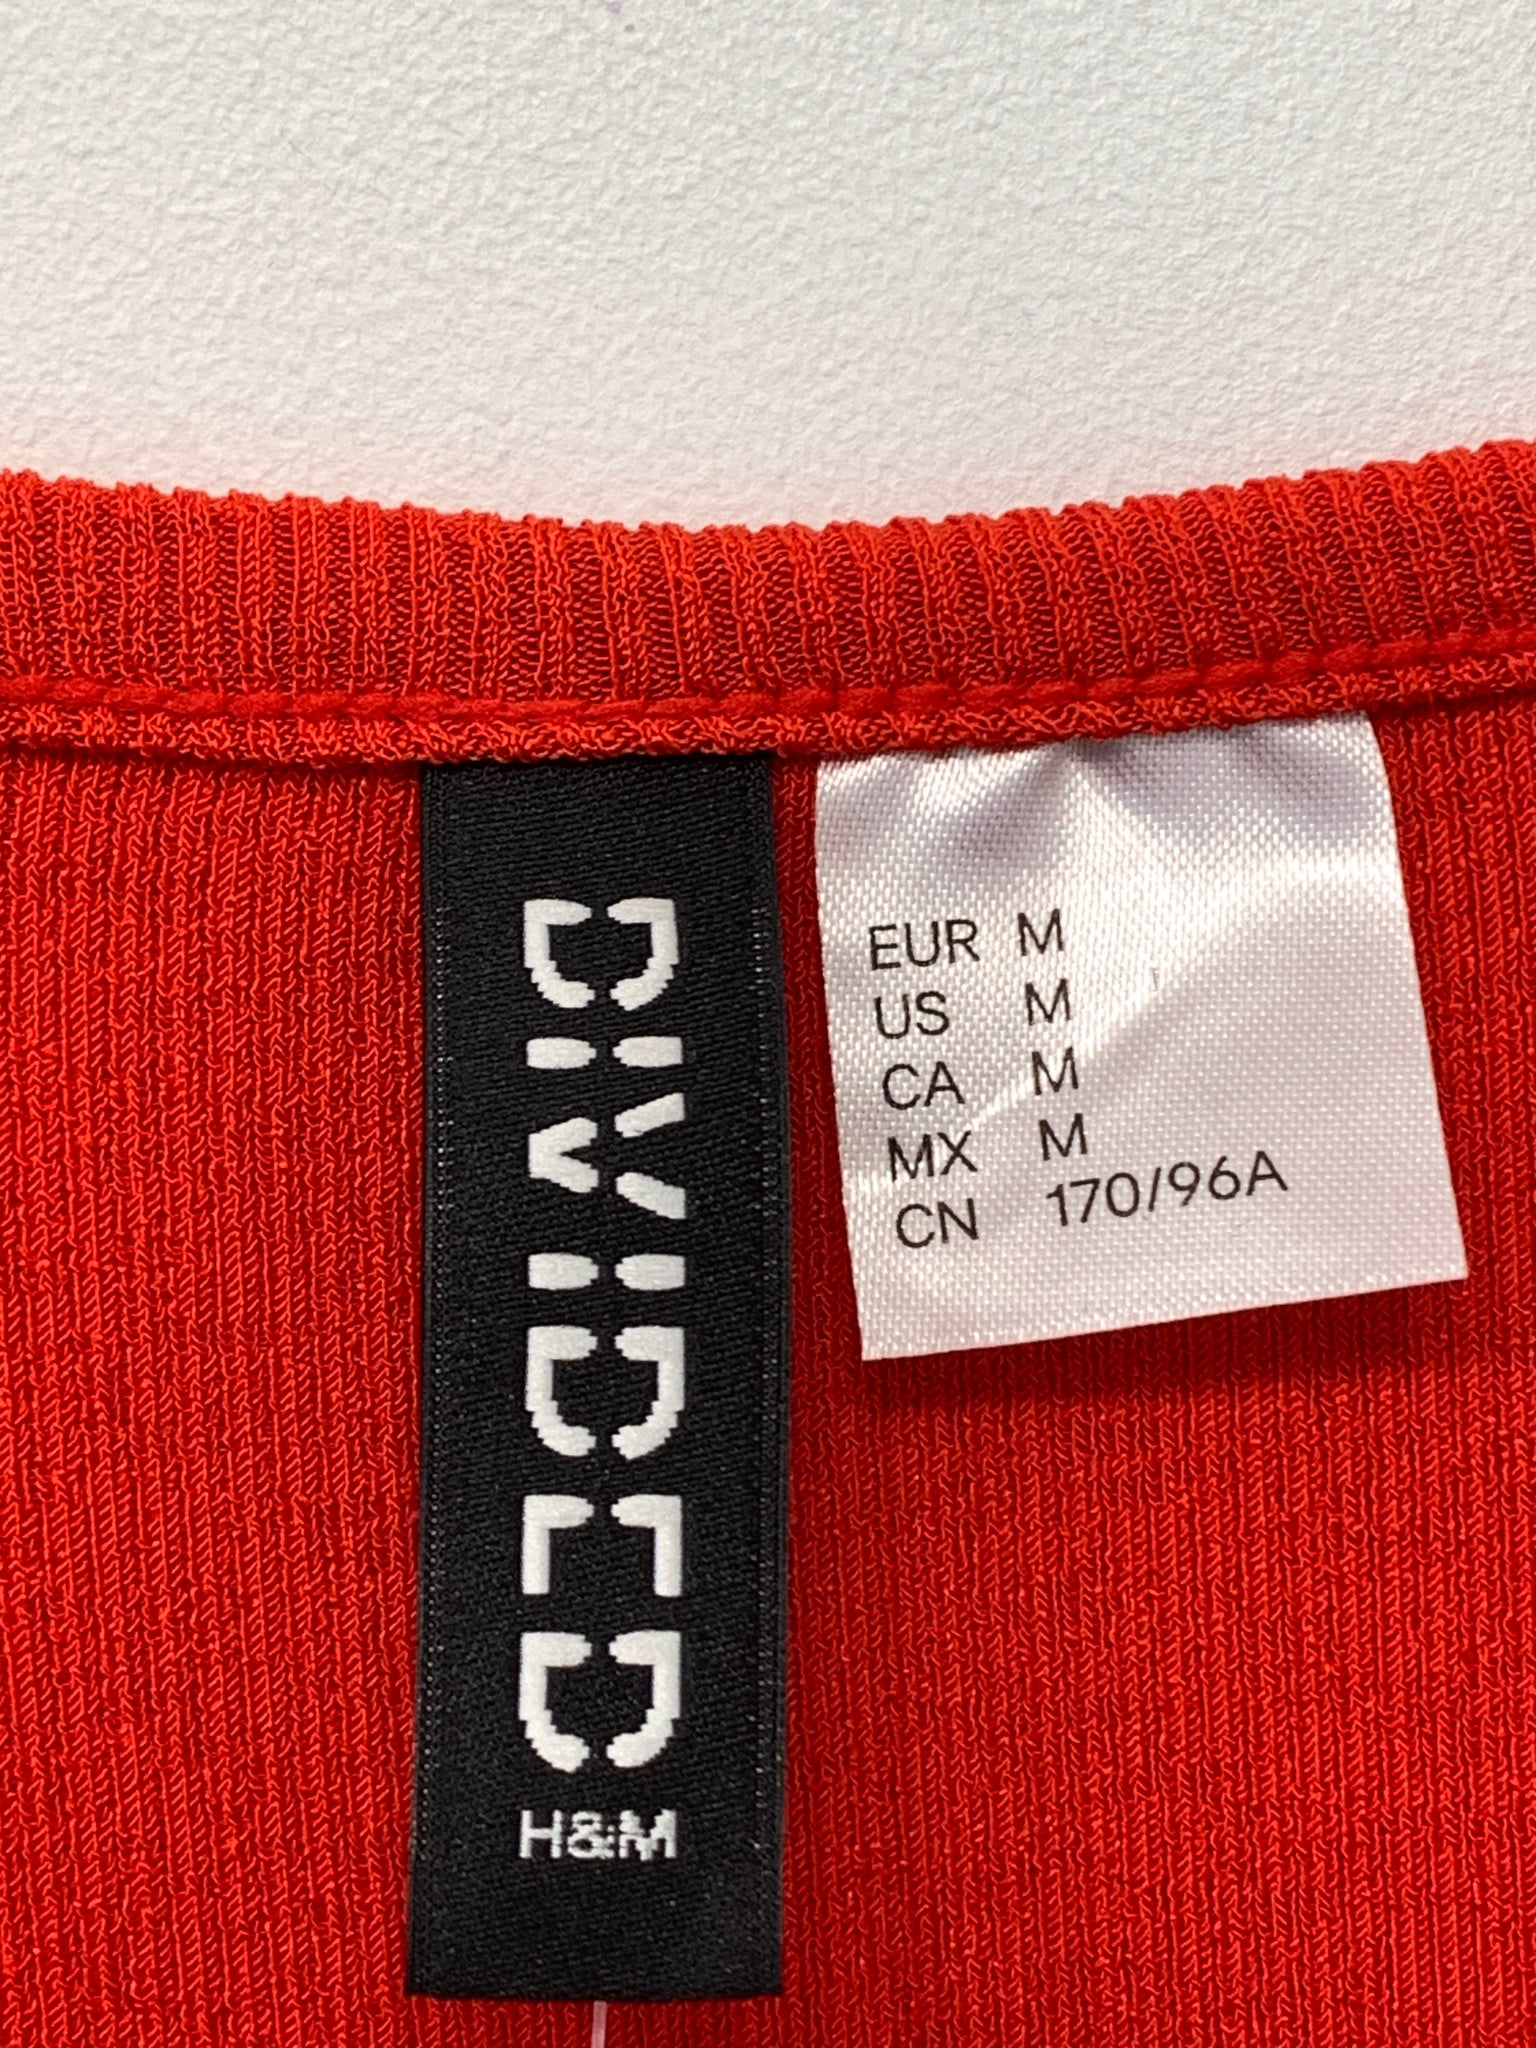 DIVIDED
H&M
EUR M
US M
CA M
MX M
CN 170/96A